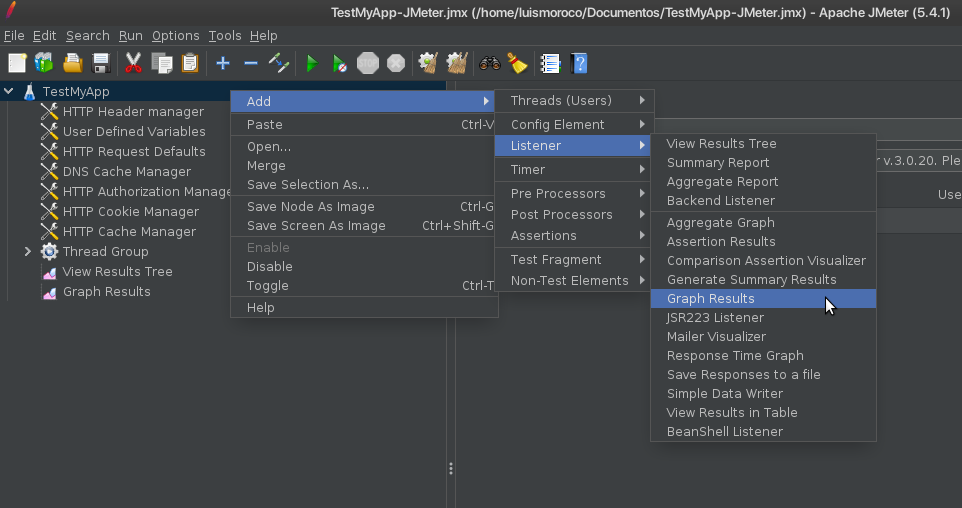 TestMyApp-JMeter.jmx (/home/luismoroco/Documentos/TestMyApp-JMeter.jmx) - Apache JMeter (5.4.1)
File Edit Search Run Options Tools Help
STOP
TestMyApp
HTTP Header manager
User Defined Variables
HTTP Request Defaults
DNS Cache Manager
HTTP Authorization Manage
HTTP Cookie Manager
HTTP Cache Manager
Thread Group
View Results Tree
Graph Results
Add
Paste Ctrl-V
Open...
Merge
Save Selection As...
Save Node As Image Ctrl-G
Save Screen As Image Ctrl+Shift-G
Enable
Disable
Toggle Ctrl-T
Help
Threads (Users)
Config Element
Listener
Timer
Pre Processors
Post Processors
Assertions
Test Fragment
Non-Test Elements
View Results Tree
Summary Report
Aggregate Report
Backend Listener
Aggregate Graph
Assertion Results
Comparison Assertion Visualizer
Generate Summary Results
Graph Results
JSR223 Listener
Mailer Visualizer
Response Time Graph
Save Responses to a file
Simple Data Writer
View Results in Table
BeanShell Listener
r v.3.0.20. Ple
Use